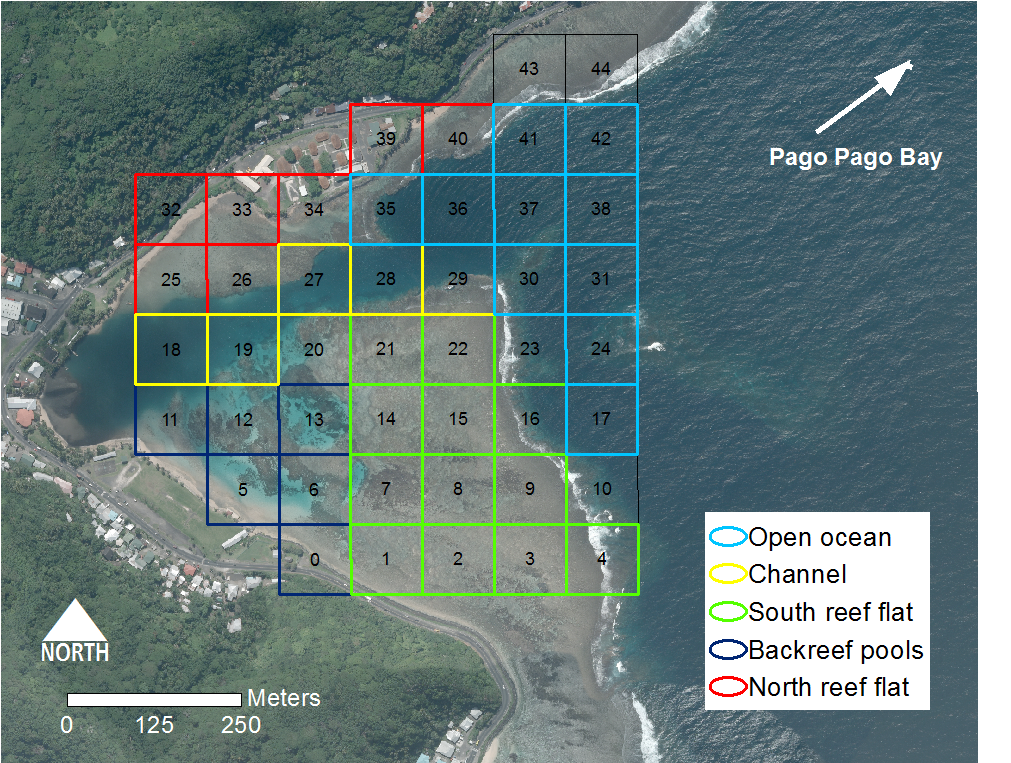 43 44
39 40 41 42
Pago Pago Bay
32 33 34 35 36 37 38
25 26 27 28 29 30 31
18 19 20 21 22 23 24
11 12 13 14 15 16 17
5 6 7 8 9 10
0 1 2 3 4
Open ocean
Channel
South reef flat
Backreef pools
North reef flat
NORTH
Meters
0 125 250